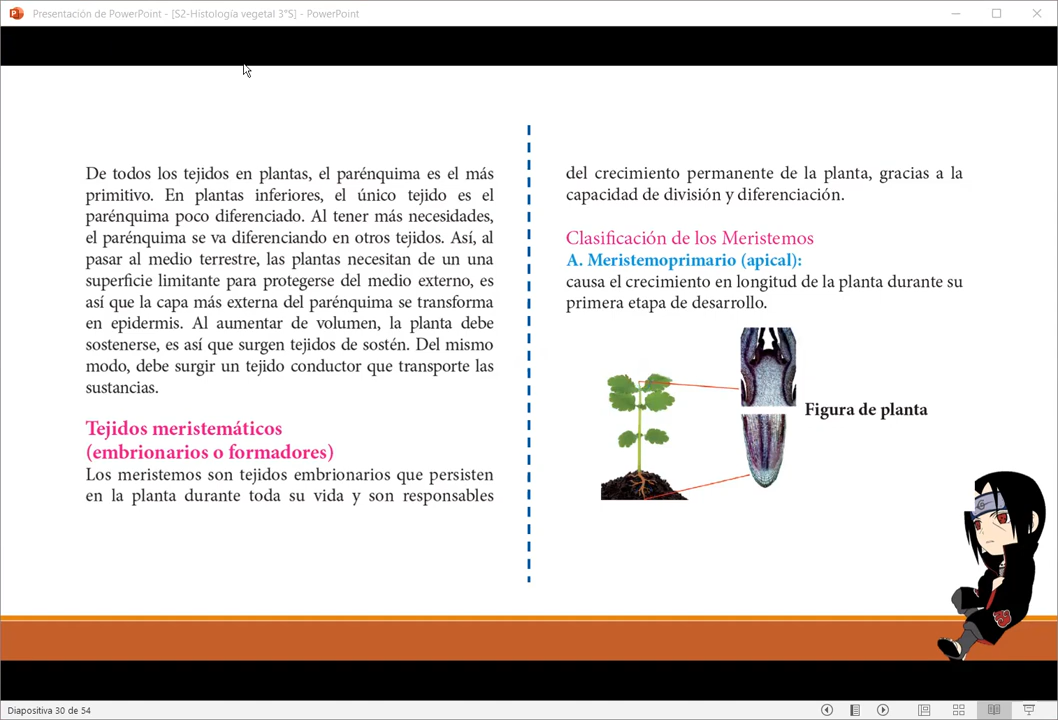 Presentación de PowerPoint - [S2-Histología vegetal 3°S] - PowerPoint
De todos los tejidos en plantas, el parénquima es el más
primitivo. En plantas inferiores, el único tejido es el
parénquima poco diferenciado. Al tener más necesidades,
el parénquima se va diferenciando en otros tejidos. Así, al
pasar al medio terrestre, las plantas necesitan de un una
superficie limitante para protegerse del medio externo, es
así que la capa más externa del parénquima se transforma
en epidermis. Al aumentar de volumen, la planta debe
sostenerse, es así que surgen tejidos de sostén. Del mismo
modo, debe surgir un tejido conductor que transporte las
sustancias.
Tejidos meristemáticos
(embrionarios o formadores)
Los meristemos son tejidos embrionarios que persisten
en la planta durante toda su vida y son responsables
del crecimiento permanente de la planta, gracias a la
capacidad de división y diferenciación.
Clasificación de los Meristemos
A. Meristemoprimario (apical):
causa el crecimiento en longitud de la planta durante su
primera etapa de desarrollo.
Figura de planta
Diapositiva 30 de 54